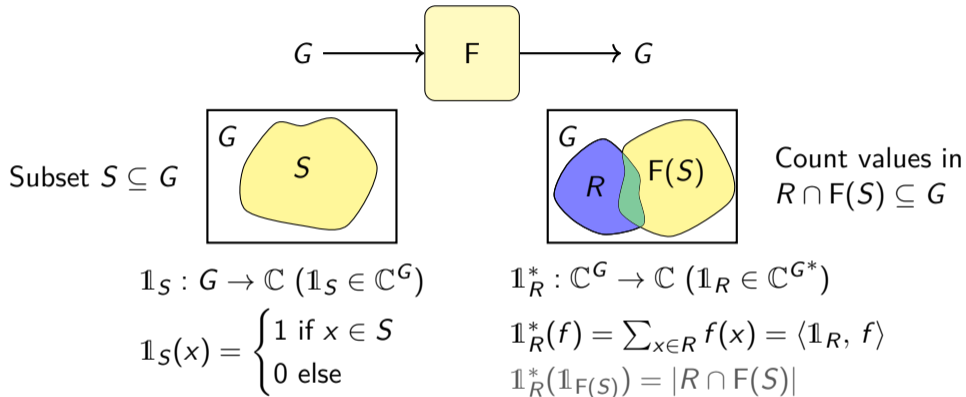 G F G
G S
Subset S ⊆ G
G R F(S)
Count values in
R ∩ F(S) ⊆ G
𝟙_S : G → ℂ (𝟙_S ∈ ℂ^G)
𝟙_S(x) = {1 if x ∈ S
0 else
𝟙*_R : ℂ^G → ℂ (𝟙_R ∈ ℂ^{G*})
𝟙*_R(f) = ∑_{x∈R} f(x) = ⟨𝟙_R, f⟩
𝟙*_R(𝟙_{F(S)}) = |R ∩ F(S)|